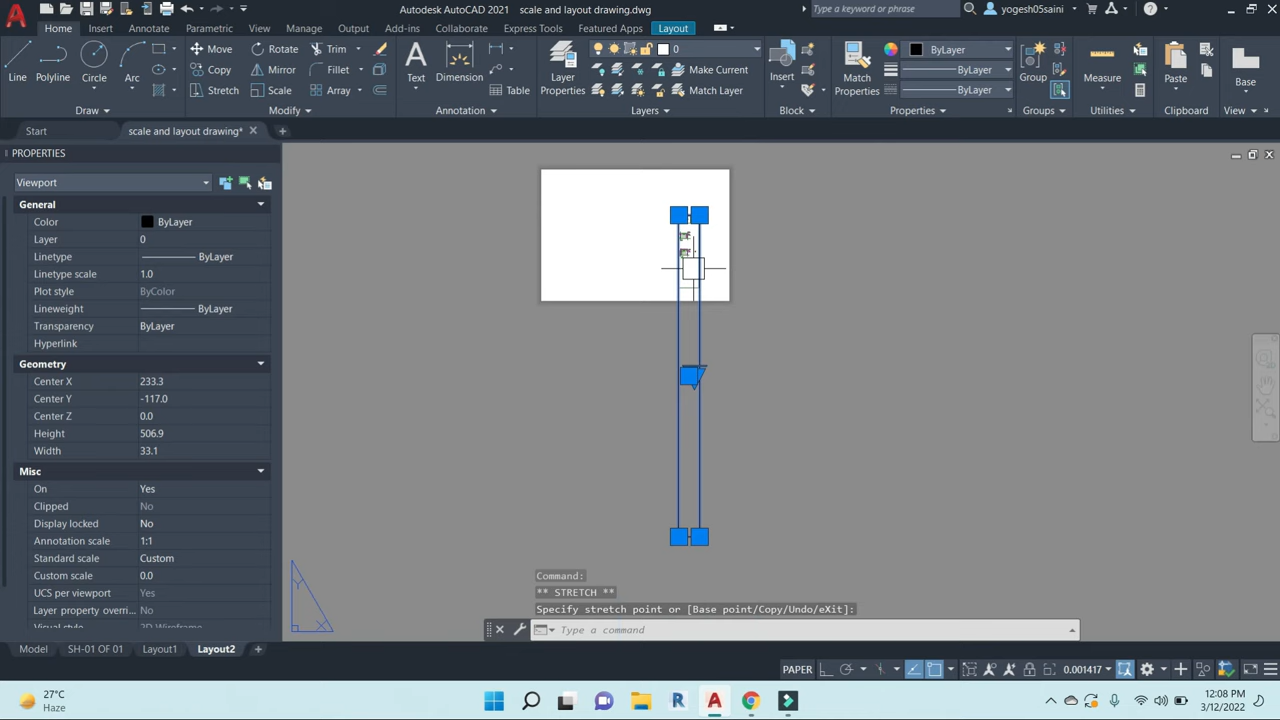 Autodesk AutoCAD 2021 scale and layout drawing.dwg
Type a keyword or phrase
yogesh05saini
Home Insert Annotate Parametric View Manage Output Add-ins Collaborate Express Tools Featured Apps Layout
Line Polyline Circle Arc
Move Rotate Trim
Copy Mirror Fillet
Stretch Scale Array
Text Dimension Table
Layer Properties
0
Make Current
Match Layer
Insert
Match Properties
ByLayer
ByLayer
ByLayer
Group
Measure
Paste
Base
Draw Modify Annotation Layers Block Properties Groups Utilities Clipboard View
Start scale and layout drawing*
PROPERTIES
Viewport
General
Color ByLayer
Layer 0
Linetype ByLayer
Linetype scale 1.0
Plot style ByColor
Lineweight ByLayer
Transparency ByLayer
Hyperlink
Geometry
Center X 233.3
Center Y -117.0
Center Z 0.0
Height 506.9
Width 33.1
Misc
On Yes
Clipped No
Display locked No
Annotation scale 1:1
Standard scale Custom
Custom scale 0.0
UCS per viewport Yes
Layer property overri... No
Visual style 2D Wireframe
Y
X
Command:
** STRETCH **
Specify stretch point or [Base point/Copy/Undo/eXit]:
Type a command
Model SH-01 OF 01 Layout1 Layout2
PAPER 0.001417
27°C
Haze
12:08 PM
3/12/2022